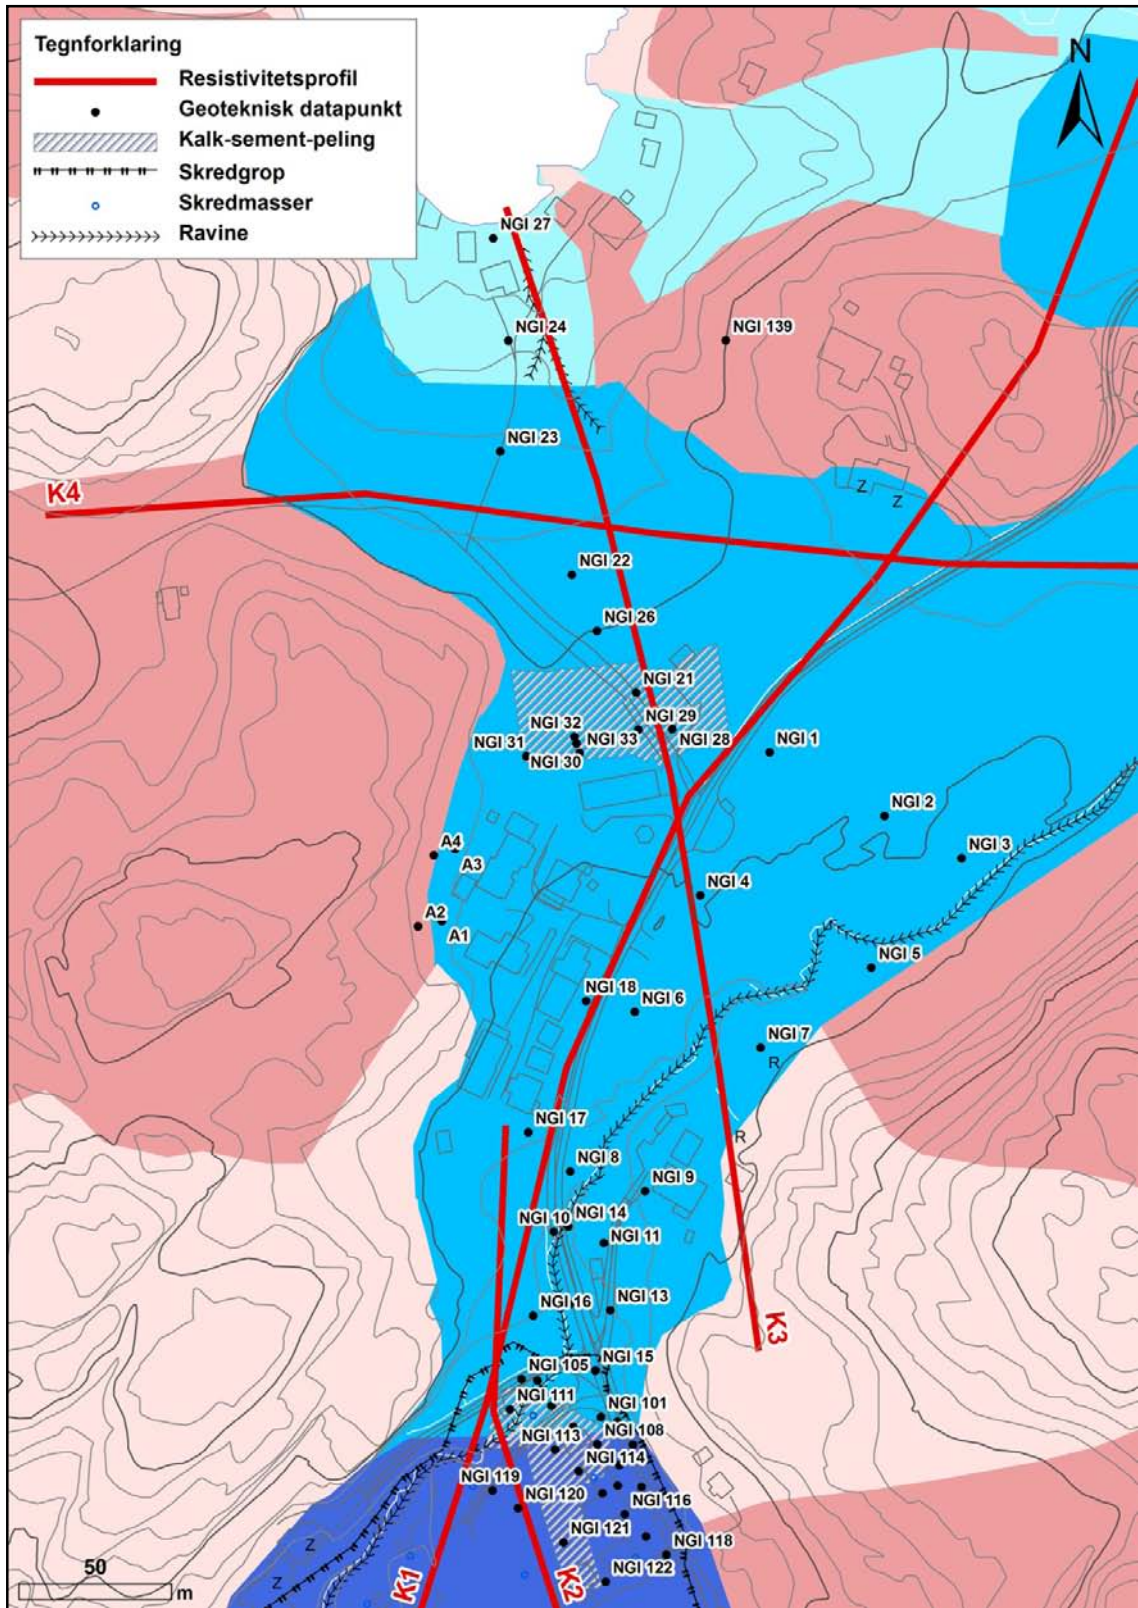 Tegnforklaring
Resistivitetsprofil
Geoteknisk datapunkt
Kalk-sement-peling
Skredgrop
Skredmasser
Ravine
N
NGI 27
NGI 24
NGI 139
NGI 23
K4
Z
Z
NGI 22
NGI 26
NGI 21
NGI 32
NGI 29
NGI 31
NGI 33
NGI 28
NGI 30
NGI 1
NGI 2
A4
A3
NGI 3
NGI 4
A2
A1
NGI 5
NGI 18
NGI 6
NGI 7
R
NGI 17
R
NGI 8
NGI 9
NGI 10
NGI 14
NGI 11
NGI 16
NGI 13
K3
NGI 105
NGI 15
NGI 111
NGI 101
NGI 113
NGI 108
NGI 114
NGI 119
NGI 120
NGI 116
NGI 121
NGI 118
Z
NGI 122
Z
K1
K2
50
m